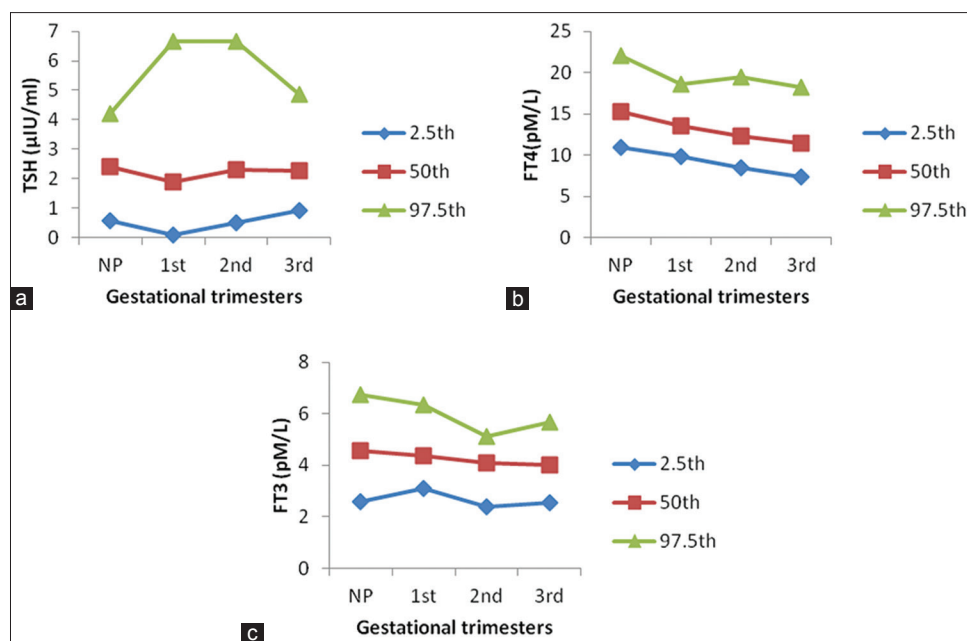 7
6
5
4
3
2
1
0
TSH (µIU/ml)
NP 1st 2nd 3rd
Gestational trimesters
2.5th
50th
97.5th
a
25
20
15
10
5
0
FT4(pM/L)
NP 1st 2nd 3rd
Gestational trimesters
2.5th
50th
97.5th
b
8
6
4
2
0
FT3 (pM/L)
NP 1st 2nd 3rd
Gestational trimesters
2.5th
50th
97.5th
c